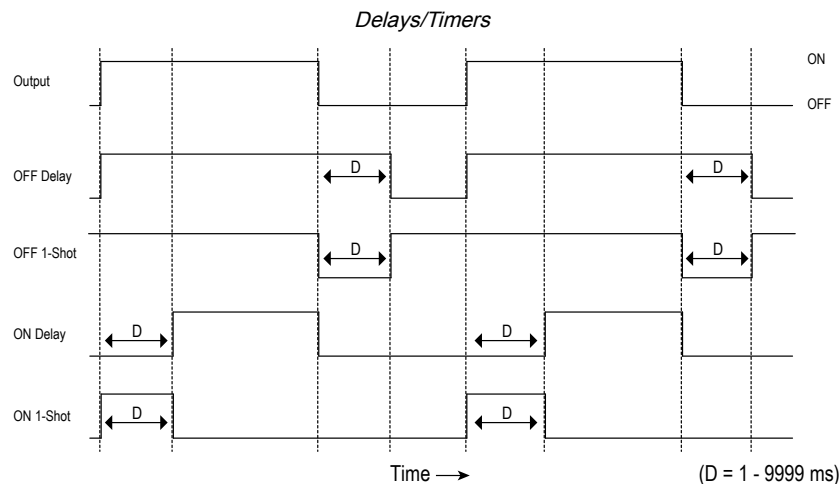 Delays/Timers
Output
ON
OFF
OFF Delay
D
D
OFF 1-Shot
D
D
ON Delay
D
D
ON 1-Shot
D
D
Time
(D = 1 - 9999 ms)